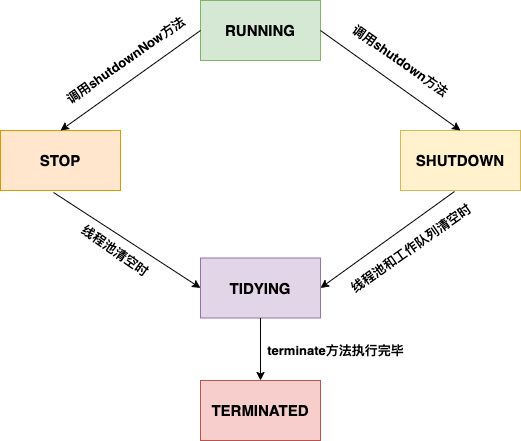 RUNNING
调用shutdownNow方法
调用shutdown方法
STOP
SHUTDOWN
线程池清空时
线程池和工作队列清空时
TIDYING
terminate方法执行完毕
TERMINATED